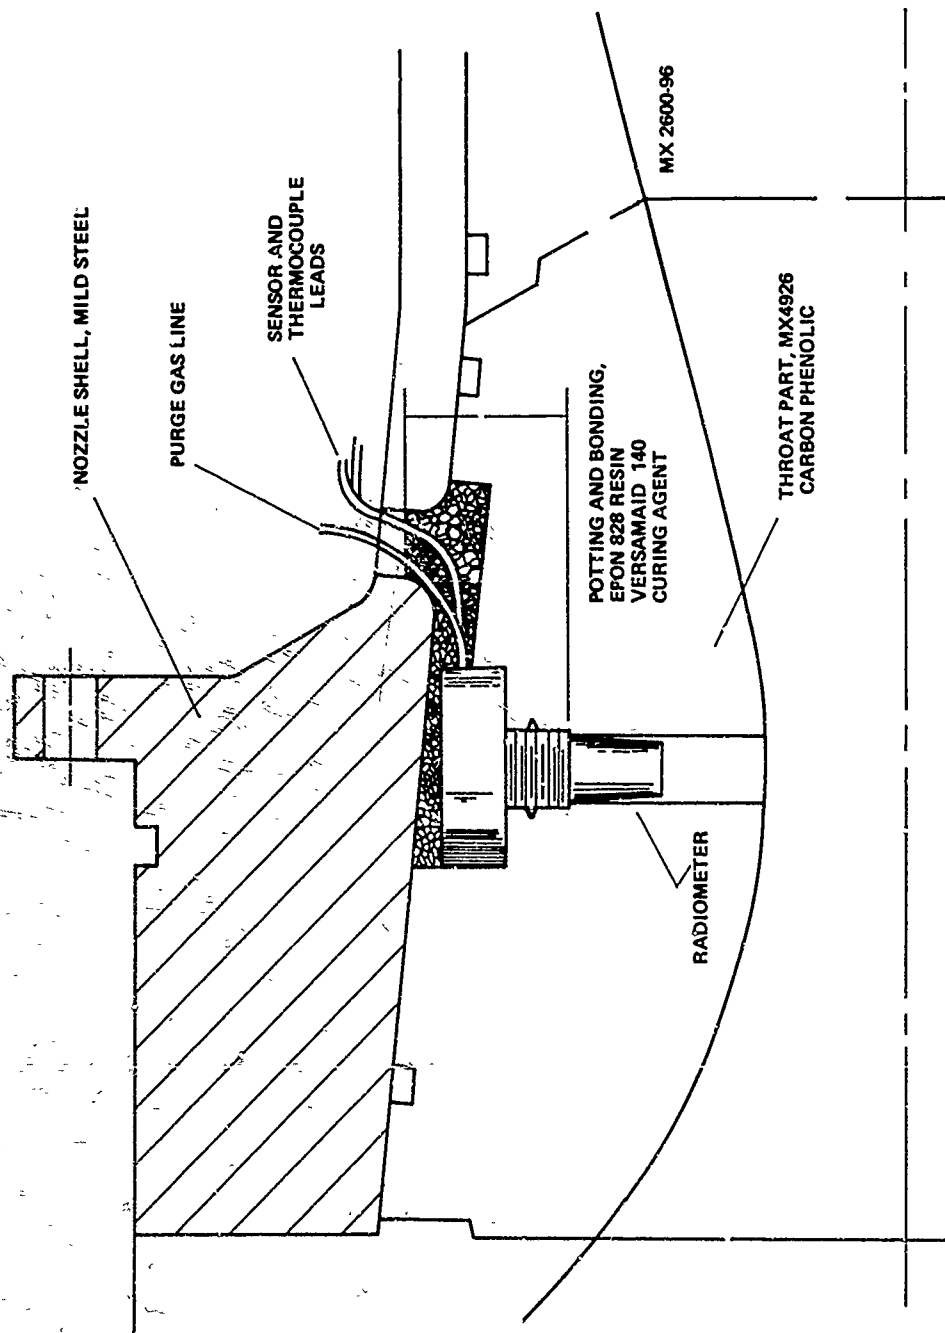 NOZZLE SHELL, MILD STEEL
PURGE GAS LINE
SENSOR AND
THERMOCOUPLE
LEADS
MX 2600-96
POTTING AND BONDING,
EPON 828 RESIN
VERSAMAID 140
CURING AGENT
THROAT PART, MX4926
CARBON PHENOLIC
RADIOMETER